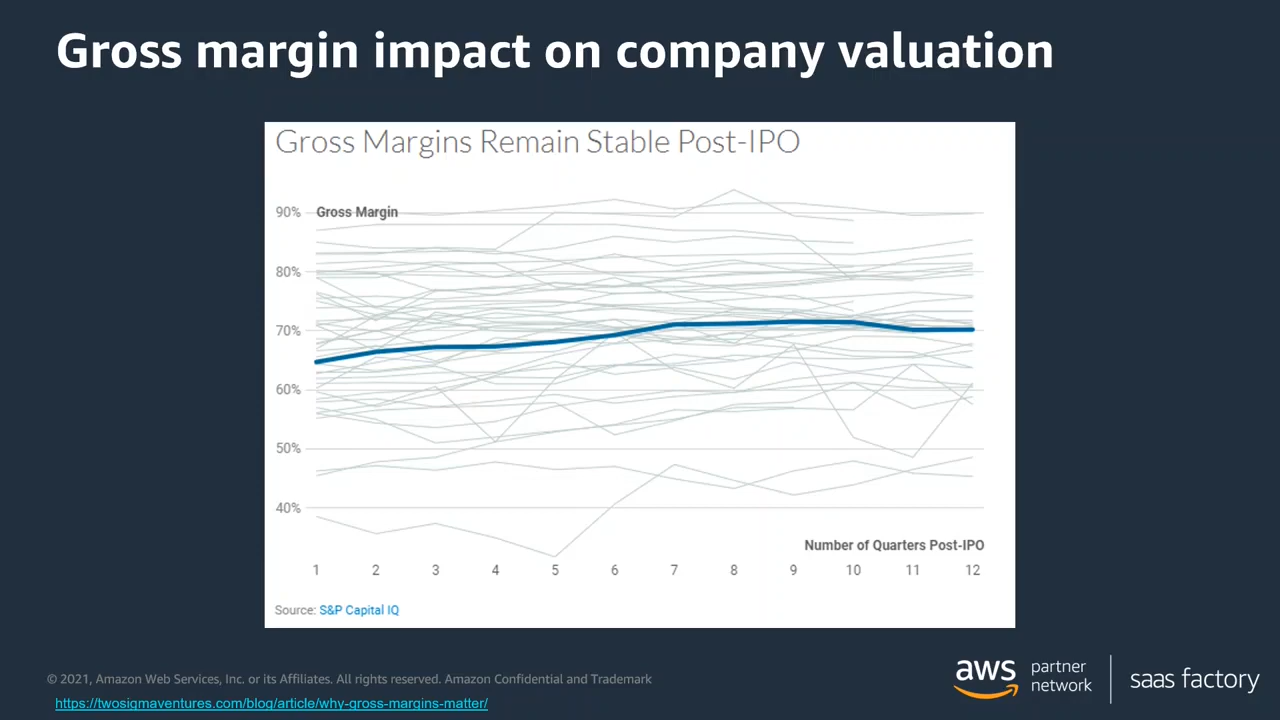 Gross margin impact on company valuation
Gross Margins Remain Stable Post-IPO
90%
Gross Margin
80%
70%
60%
50%
40%
Number of Quarters Post-IPO
1 2 3 4 5 6 7 8 9 10 11 12
Source: S&P Capital IQ
© 2021, Amazon Web Services, Inc. or its Affiliates. All rights reserved. Amazon Confidential and Trademark
https://twosigmaventures.com/blog/article/why-gross-margins-matter/
aws
partner
network
saas factory